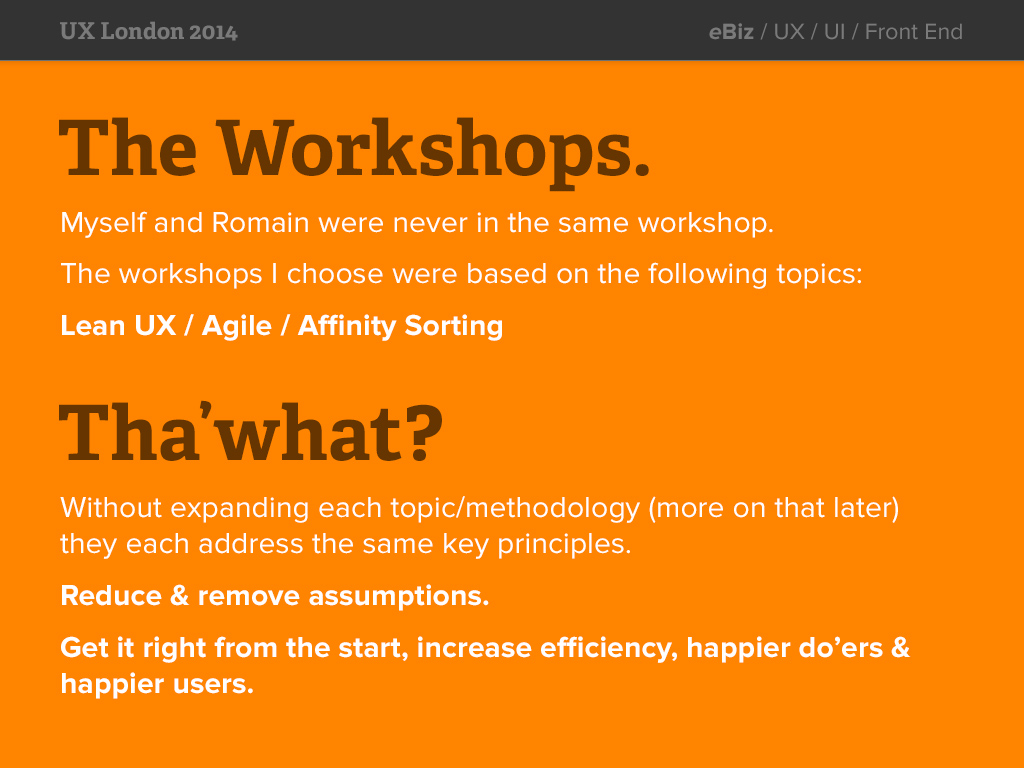 UX London 2014
eBiz / UX / UI / Front End
The Workshops.
Myself and Romain were never in the same workshop.
The workshops I choose were based on the following topics:
Lean UX / Agile / Affinity Sorting
Tha’what?
Without expanding each topic/methodology (more on that later)
they each address the same key principles.
Reduce & remove assumptions.
Get it right from the start, increase efficiency, happier do’ers &
happier users.